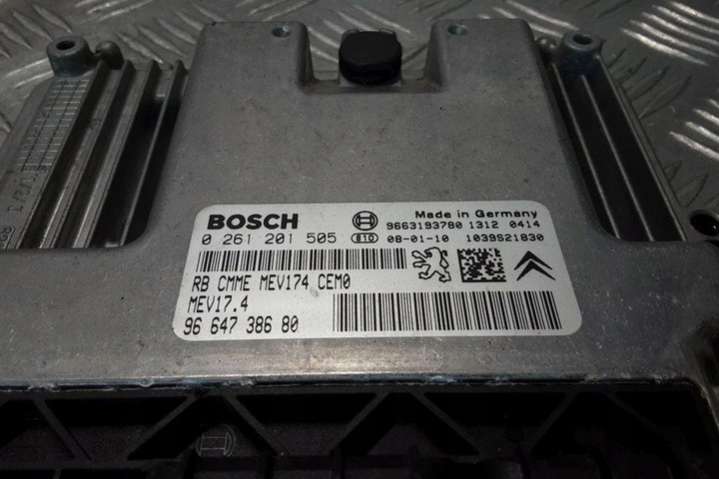 BOSCH
Made in Germany
9663193780 1312 0414
0 261 201 505
08-01-10
1039S21830
RB CMME MEV174 CEM0
MEV17.4
96 647 386 80